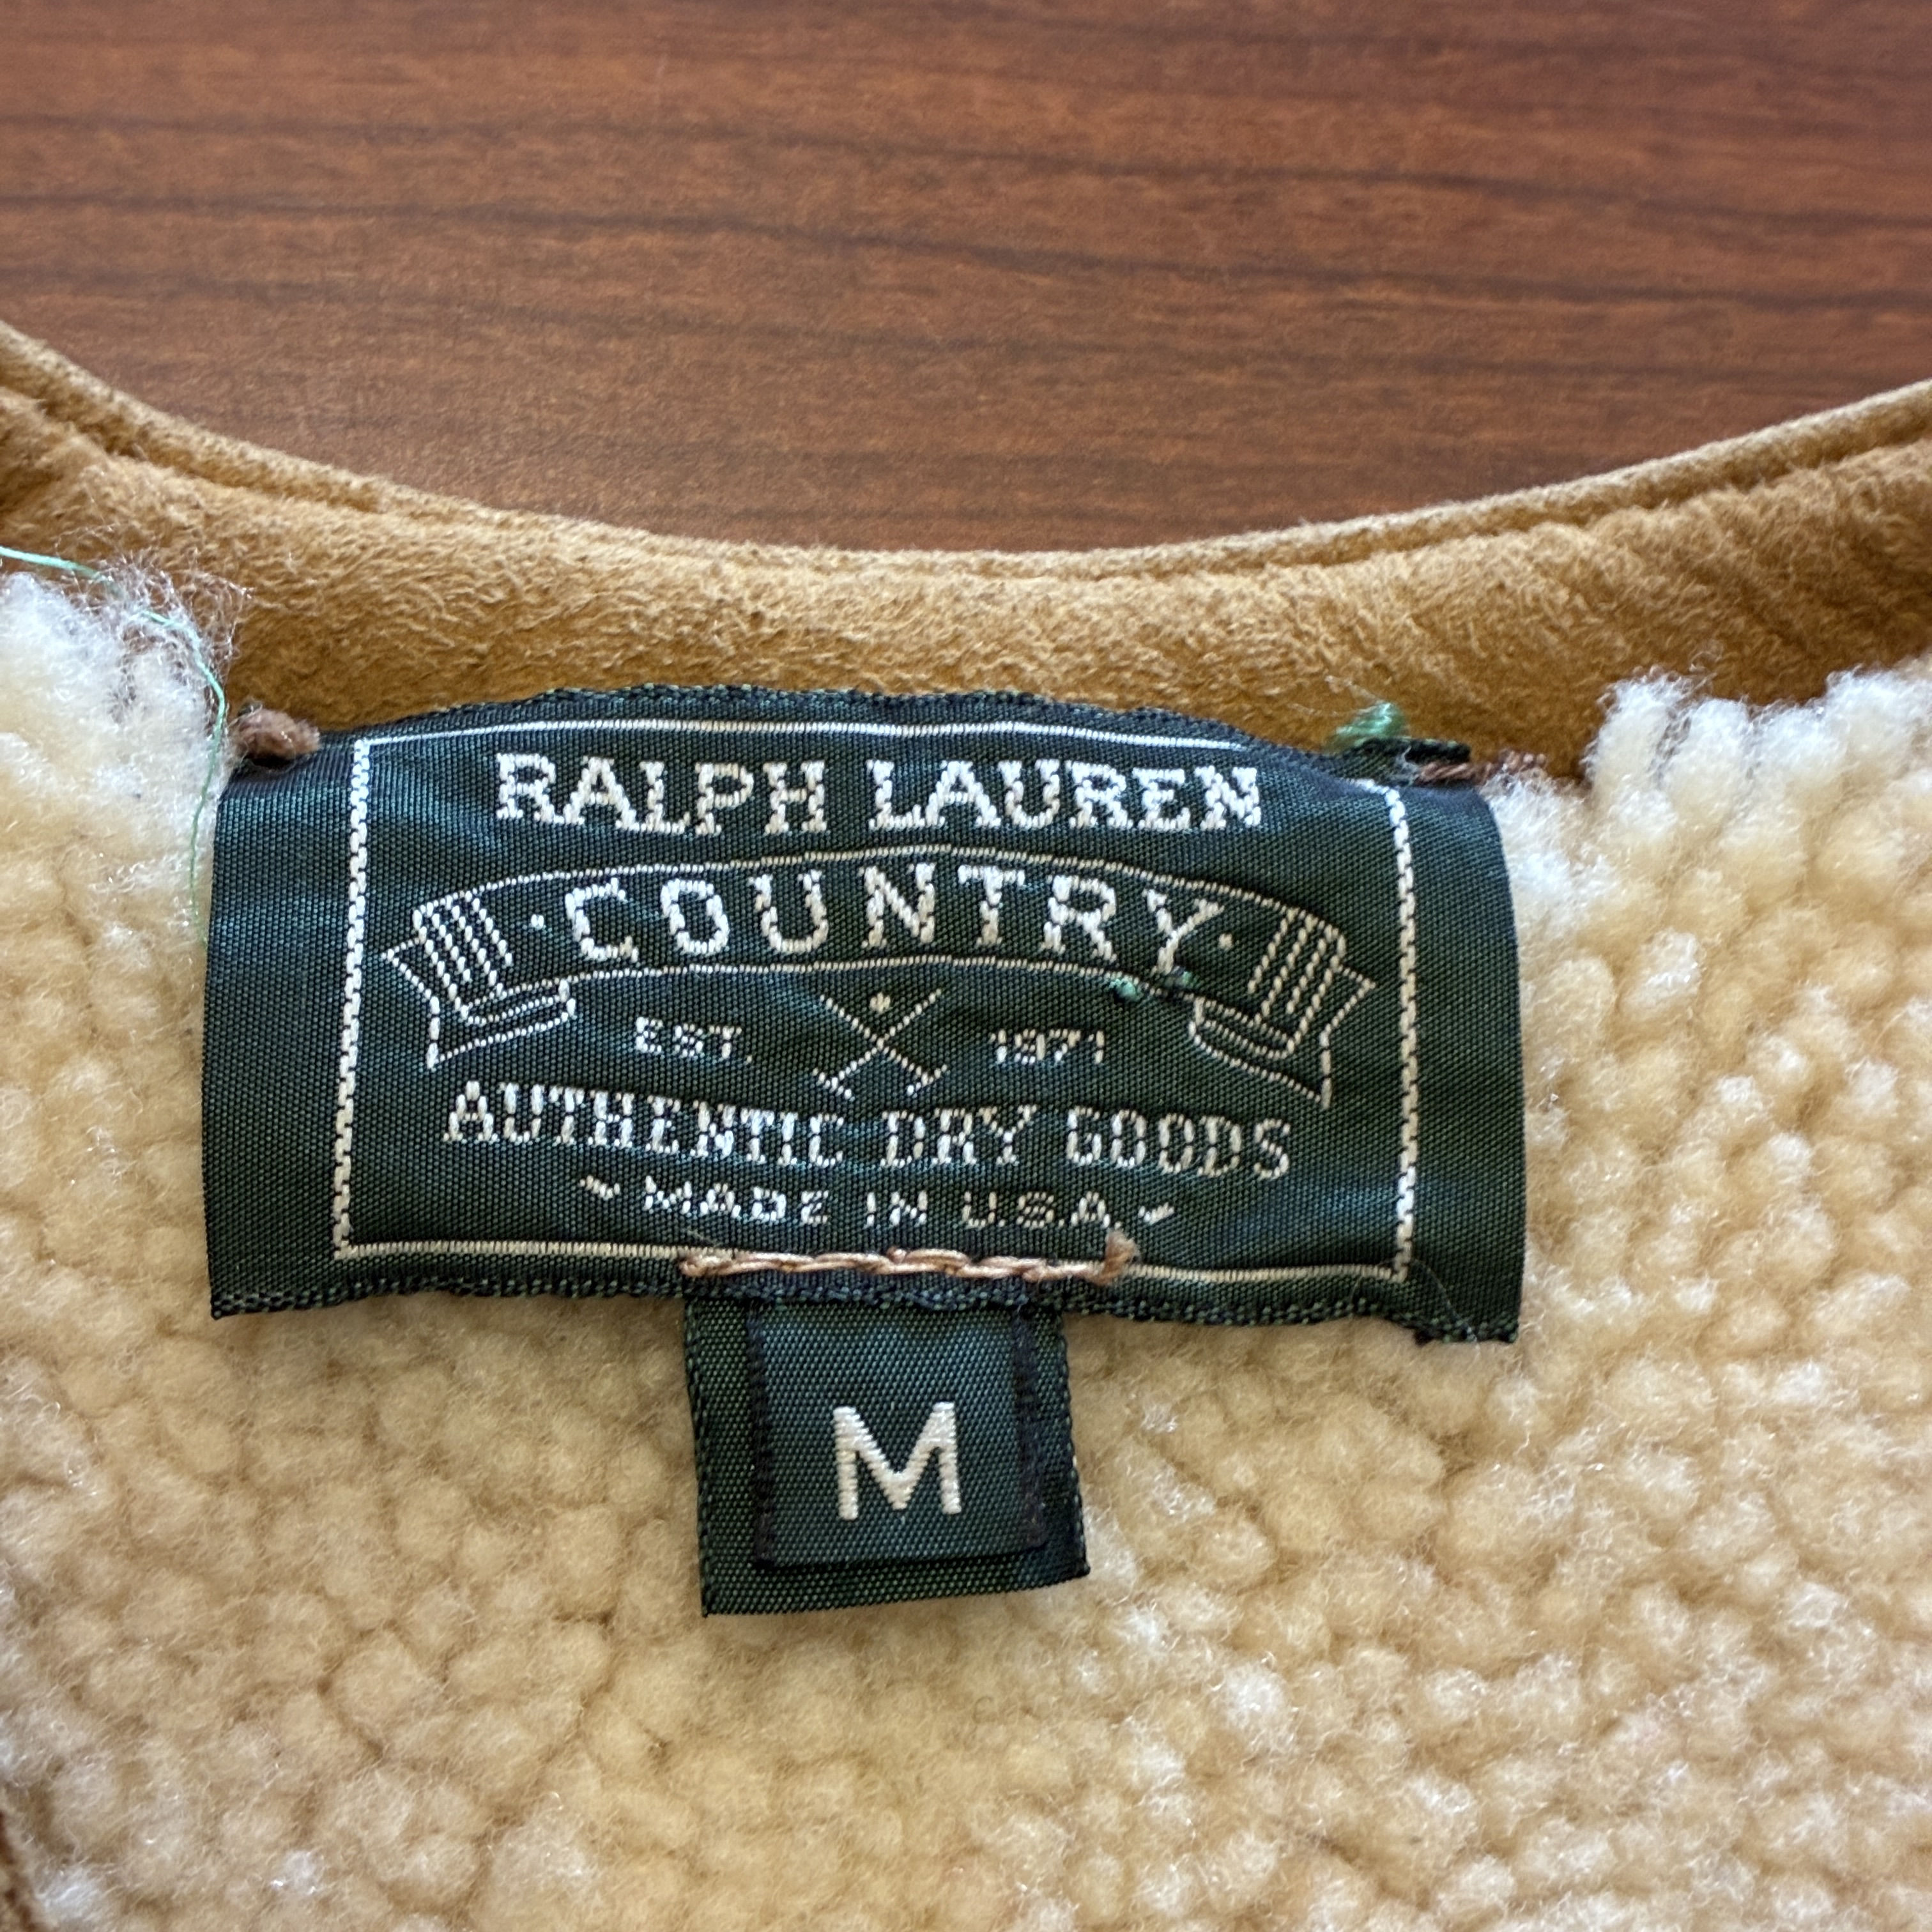 RALPH LAUREN
·COUNTRY·
EST. 1971
AUTHENTIC DRY GOODS
MADE IN U.S.A.
M